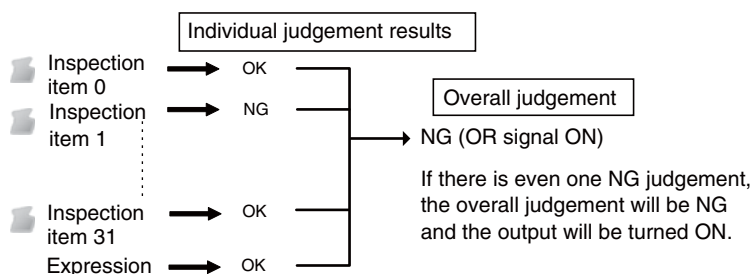 Individual judgement results
Inspection
item 0
OK
Inspection
item 1
NG
Overall judgement
NG (OR signal ON)
If there is even one NG judgement,
the overall judgement will be NG
and the output will be turned ON.
Inspection
item 31
OK
Expression
OK